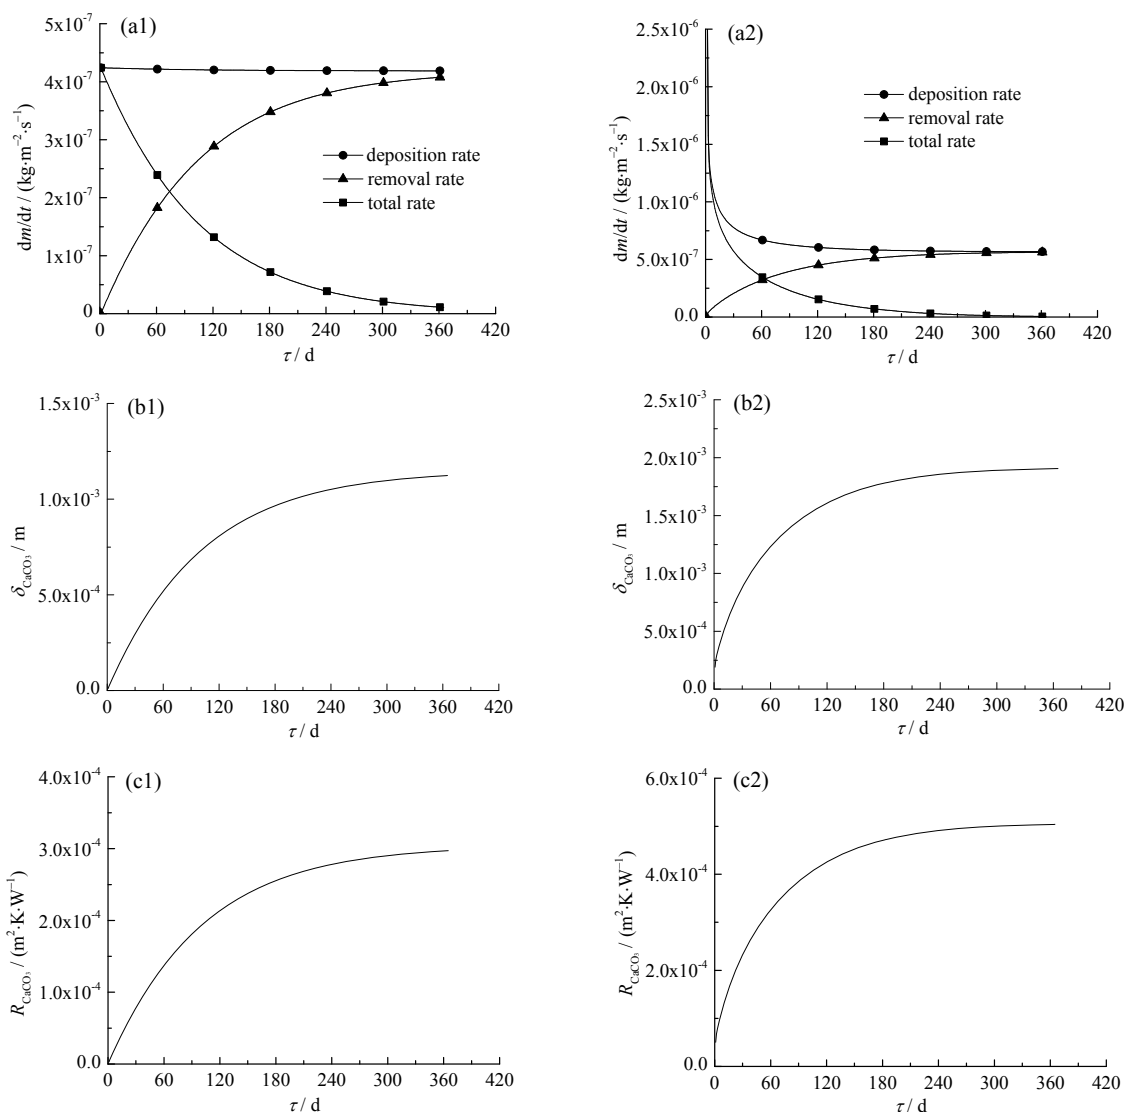 (a1)
5x10⁻⁷
4x10⁻⁷
3x10⁻⁷
2x10⁻⁷
1x10⁻⁷
0
dm/dt / (kg·m⁻²·s⁻¹)
deposition rate
removal rate
total rate
0 60 120 180 240 300 360 420
τ / d
(a2)
2.5x10⁻⁶
2.5x10⁻⁶
1.5x10⁻⁶
1.0x10⁻⁶
5.0x10⁻⁷
0.0
dm/dt / (kg·m⁻²·s⁻¹)
deposition rate
removal rate
total rate
0 60 120 180 240 300 360 420
τ / d
(b1)
1.5x10⁻³
1.0x10⁻³
5.0x10⁻⁴
0.0
δCaCO₃ / m
0 60 120 180 240 300 360 420
τ / d
(b2)
2.5x10⁻³
2.0x10⁻³
1.5x10⁻³
1.0x10⁻³
5.0x10⁻⁴
0.0
δCaCO₃ / m
0 60 120 180 240 300 360 420
τ / d
(c1)
4.0x10⁻⁴
3.0x10⁻⁴
2.0x10⁻⁴
1.0x10⁻⁴
0.0
RCaCO₃ / (m²·K·W⁻¹)
0 60 120 180 240 300 360 420
τ / d
(c2)
6.0x10⁻⁴
4.0x10⁻⁴
2.0x10⁻⁴
0.0
RCaCO₃ / (m²·K·W⁻¹)
0 60 120 180 240 300 360 420
τ / d